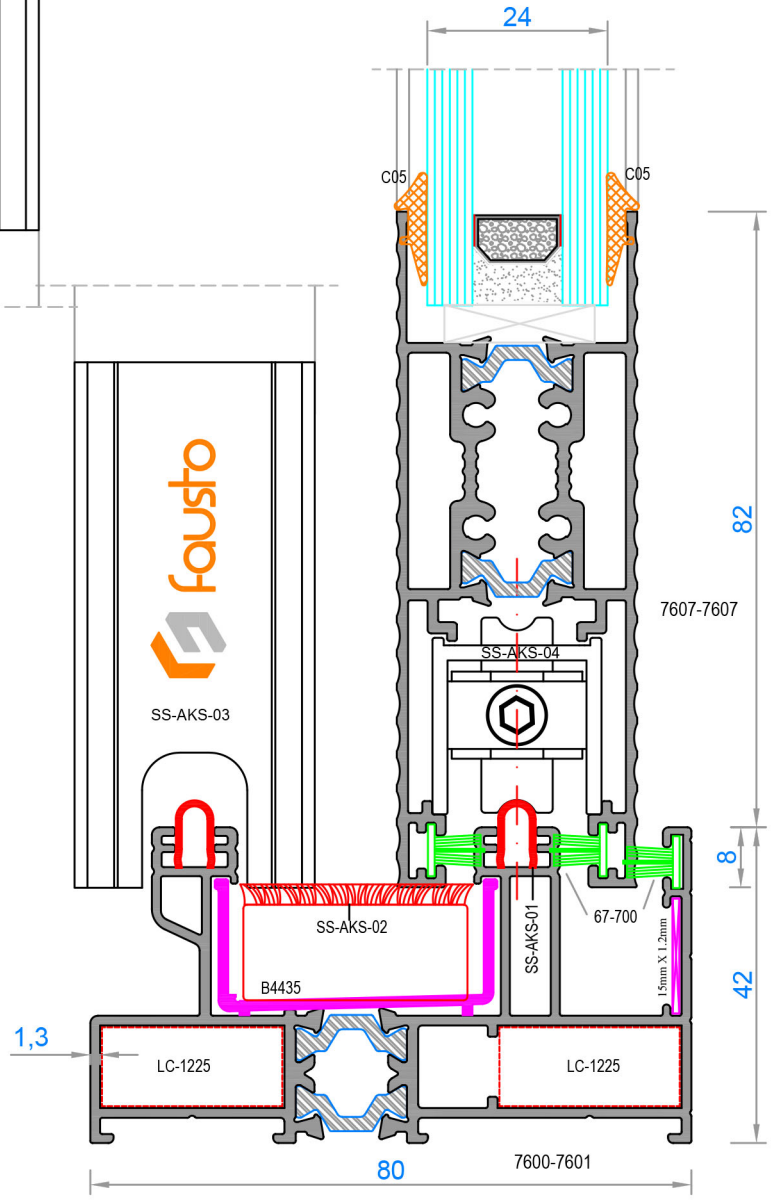 24
C05
C05
fausto
82
7607-7607
SS-AKS-04
SS-AKS-03
8
67-700
SS-AKS-02
SS-AKS-01
15mm X 1.2mm
B4435
42
1,3
LC-1225
LC-1225
80
7600-7601